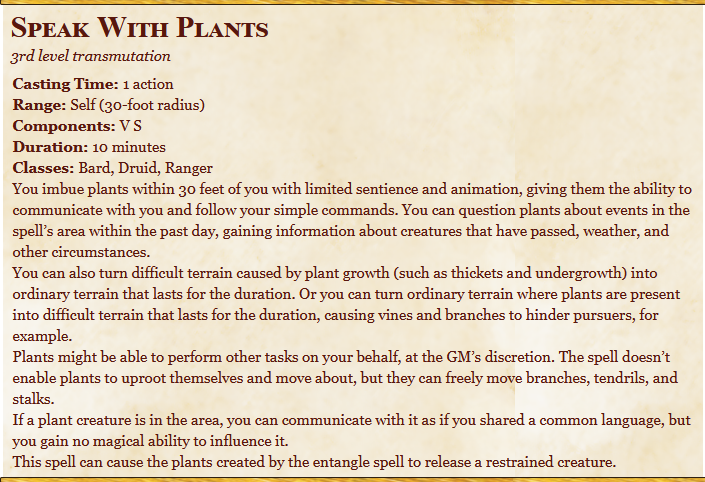 Speak With Plants
3rd level transmutation
Casting Time: 1 action
Range: Self (30-foot radius)
Components: V S
Duration: 10 minutes
Classes: Bard, Druid, Ranger
You imbue plants within 30 feet of you with limited sentience and animation, giving them the ability to
communicate with you and follow your simple commands. You can question plants about events in the
spell’s area within the past day, gaining information about creatures that have passed, weather, and
other circumstances.
You can also turn difficult terrain caused by plant growth (such as thickets and undergrowth) into
ordinary terrain that lasts for the duration. Or you can turn ordinary terrain where plants are present
into difficult terrain that lasts for the duration, causing vines and branches to hinder pursuers, for
example.
Plants might be able to perform other tasks on your behalf, at the GM’s discretion. The spell doesn’t
enable plants to uproot themselves and move about, but they can freely move branches, tendrils, and
stalks.
If a plant creature is in the area, you can communicate with it as if you shared a common language, but
you gain no magical ability to influence it.
This spell can cause the plants created by the entangle spell to release a restrained creature.